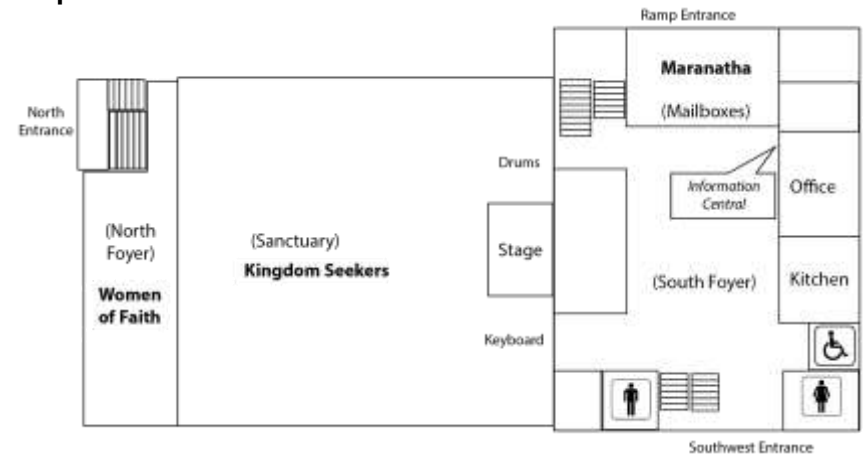 Ramp Entrance
Maranatha
(Mailboxes)
North
Entrance
Drums
Information
Central
Office
(North
Foyer)
(Sanctuary)
Kingdom Seekers
Stage
(South Foyer)
Kitchen
Women
of Faith
Keyboard
Southwest Entrance